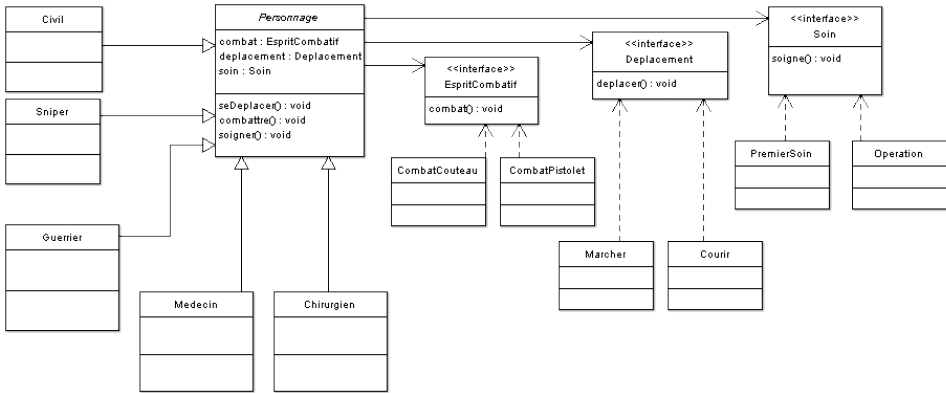 Civil
Sniper
Guerrier
Personnage
combat : EspritCombatif
deplacement : Deplacement
soin : Soin
seDeplacer() : void
combattre() : void
soigner() : void
Medecin
Chirurgien
<<interface>>
EspritCombatif
combat() : void
CombatCouteau
CombatPistolet
<<interface>>
Deplacement
deplacer() : void
Marcher
Courir
<<interface>>
Soin
soigne() : void
PremierSoin
Operation